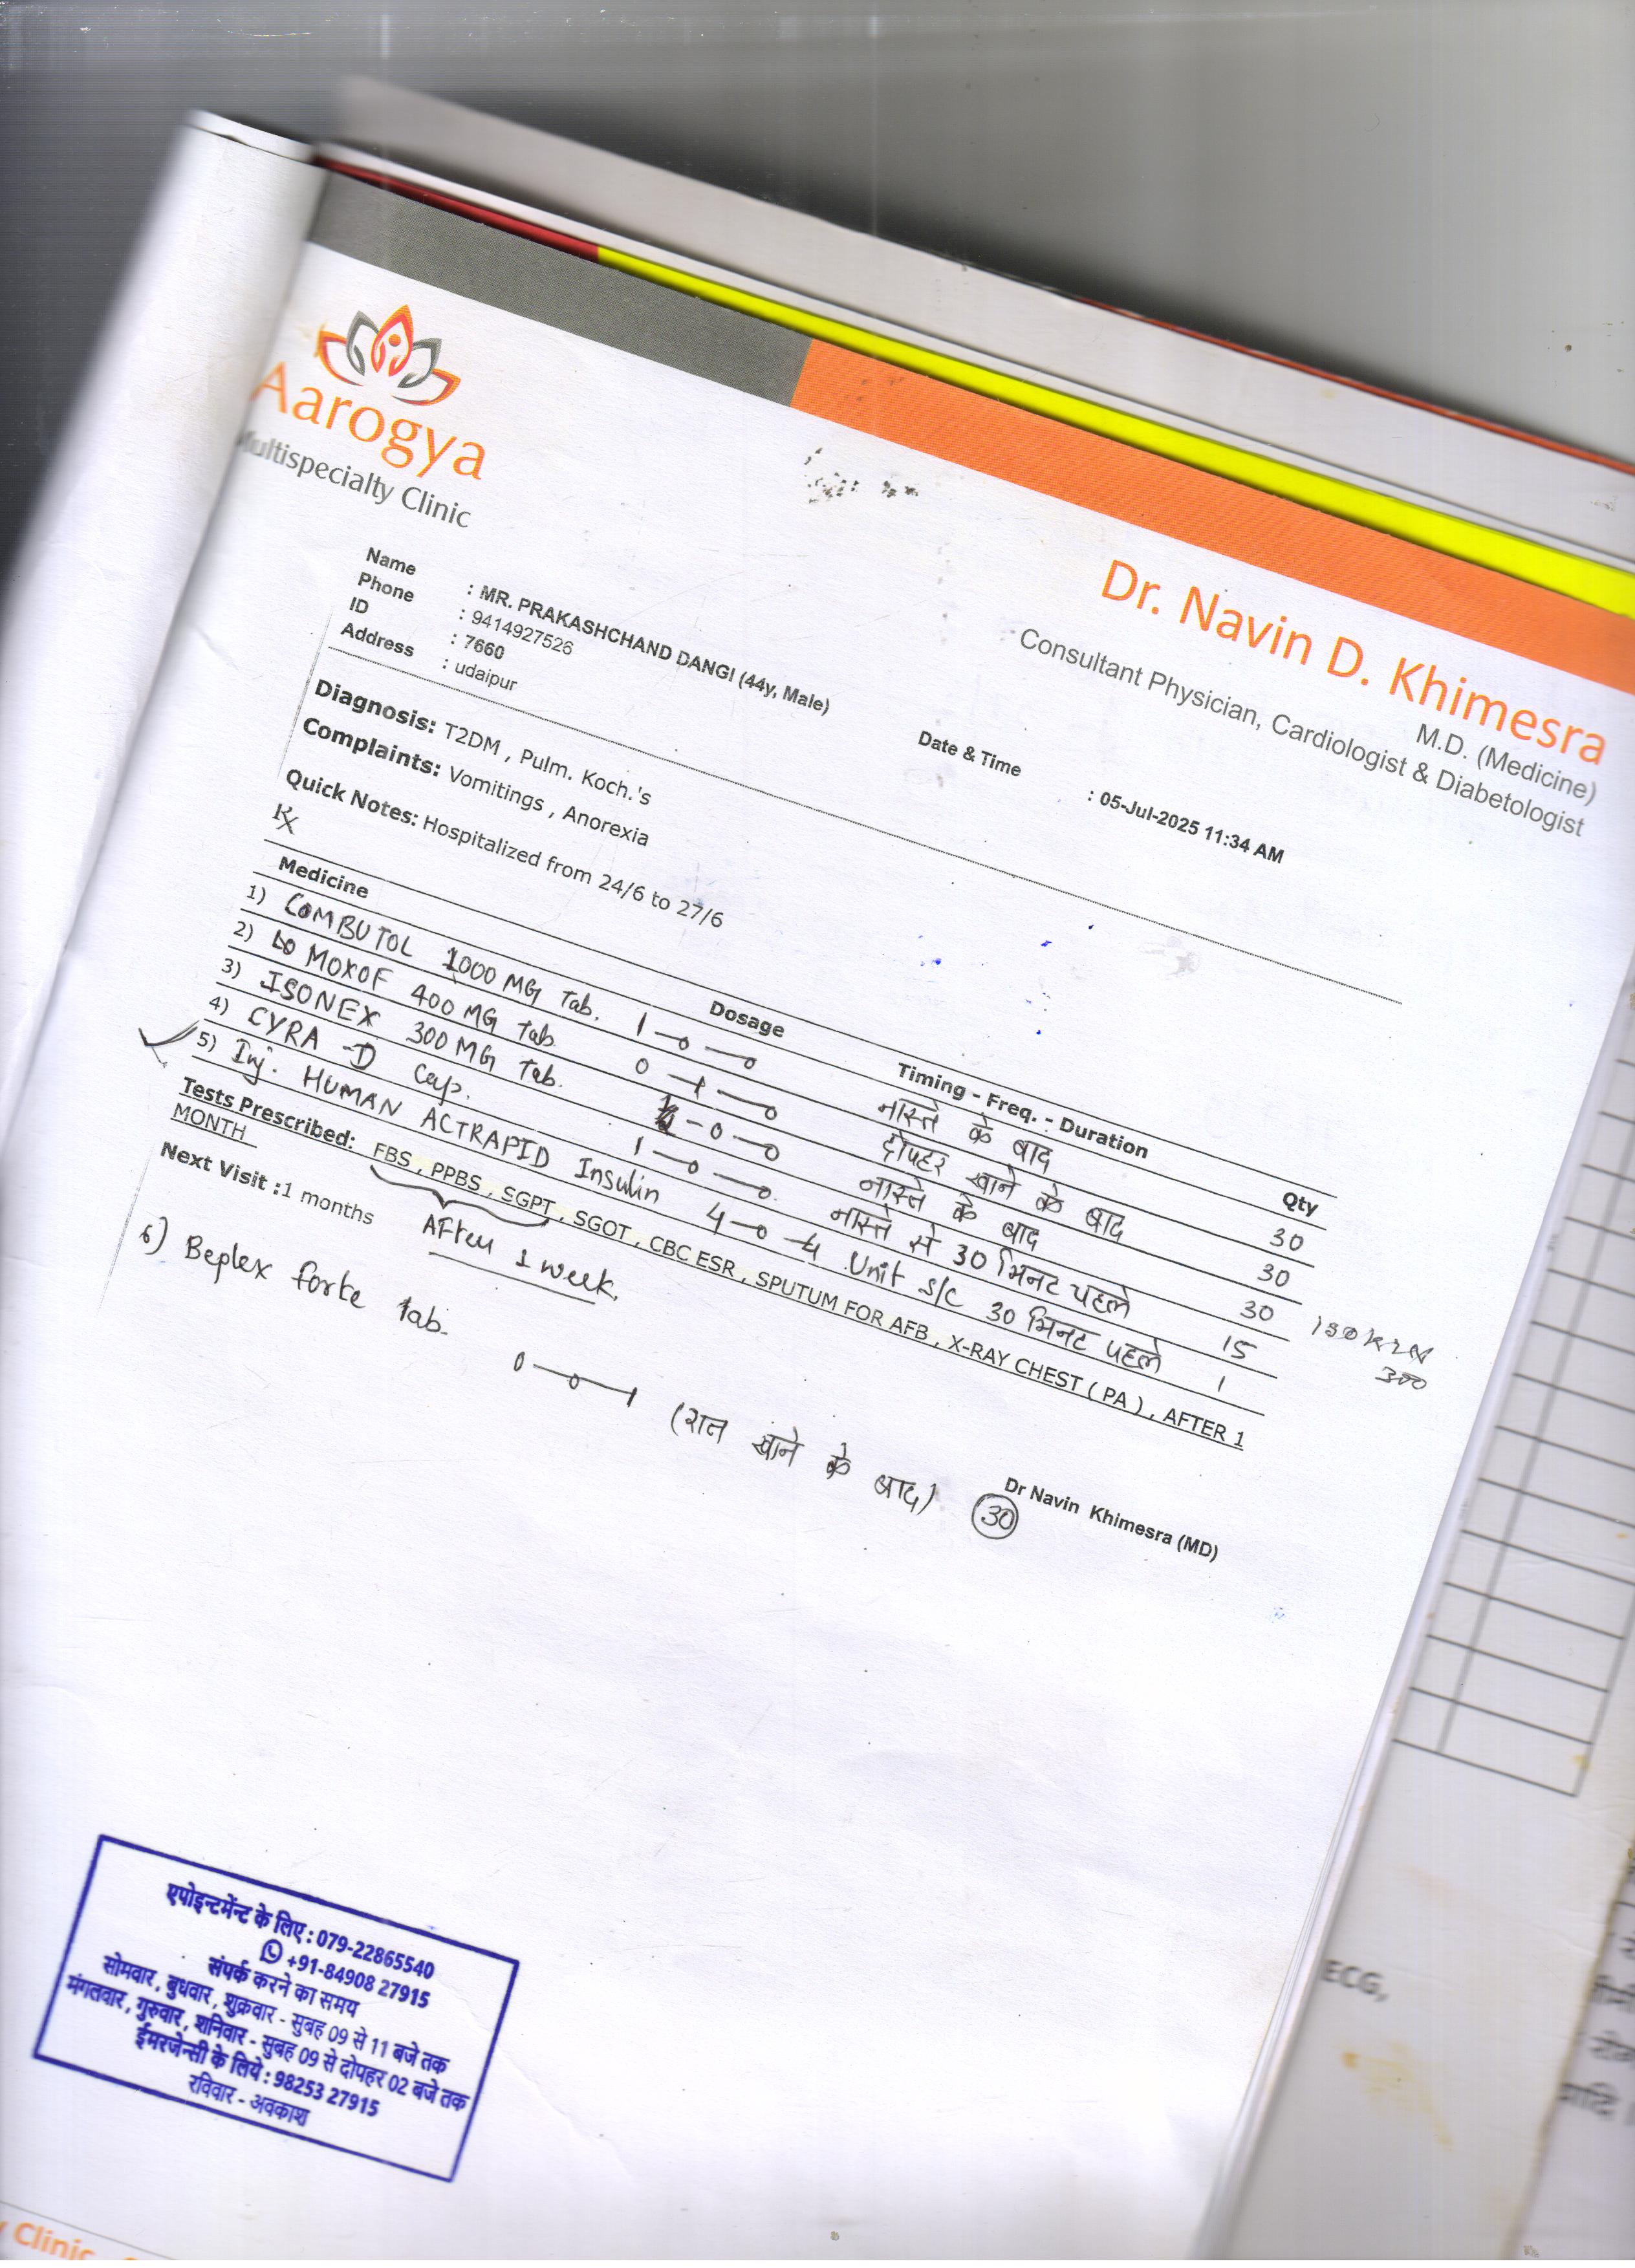 Aarogya
Multispecialty Clinic
Dr. Navin D. Khimesra
M.D. (Medicine)
Consultant Physician, Cardiologist & Diabetologist
Name : MR. PRAKASHCHAND DANGI (44y, Male)
Phone : 9414927526
ID : 7660
Address : udaipur
Date & Time : 05-Jul-2025 11:34 AM
Diagnosis: T2DM , Pulm. Koch.'s
Complaints: Vomitings , Anorexia
Quick Notes: Hospitalized from 24/6 to 27/6
Rx
Medicine Dosage Timing - Freq. - Duration Qty
1) COMBUTOL 1000 MG Tab. 1-0-0 नास्ते के बाद 30
2) MOXOF 400 MG Tab 0-1-0 दोपहर खाने के बाद 30
3) ISONEX 300 MG Tab. -0-0 नास्ते के बाद 30
4) CYRA-D Cap. 1-0-0 नास्ते से 30 मिनट पहले 15
5) Inj. HUMAN ACTRAPID Insulin 4-0-4 Unit s/c 30 मिनट पहले 1
300
Tests Prescribed: FBS , PPBS , SGPT , SGOT , CBC ESR , SPUTUM FOR AFB , X-RAY CHEST ( PA ) , AFTER 1
MONTH
AFter 1 week.
Next Visit :1 months
6) Beplex forte tab. 0-0-1 (रात खाने के बाद) 30
Dr Navin Khimesra (MD)
एपोइन्टमेंन्ट के लिए : 079-22865540
+91-84908 27915
संपर्क करने का समय
सोमवार , बुधवार , शुक्रवार - सुबह 09 से 11 बजे तक
मंगलवार , गुरुवार , शनिवार - सुबह 09 से दोपहर 02 बजे तक
ईमरजेन्सी के लिये : 98253 27915
रविवार - अवकाश
ECG,
Clinic